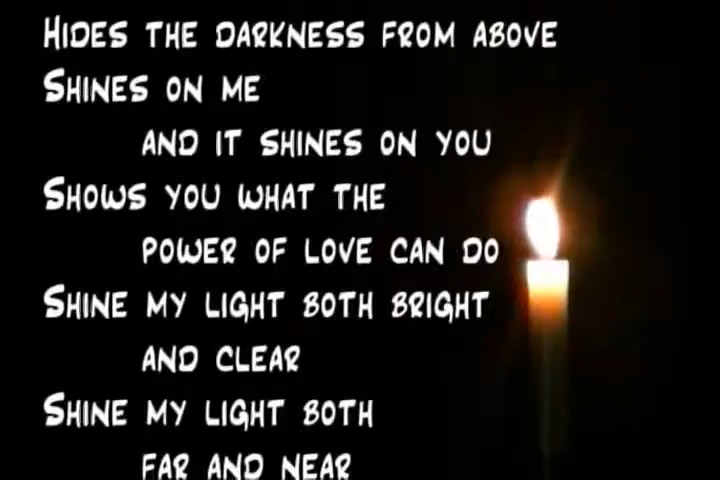 Hides the darkness from above
Shines on me
and it shines on you
Shows you what the
power of love can do
Shine my light both bright
and clear
Shine my light both
far and near